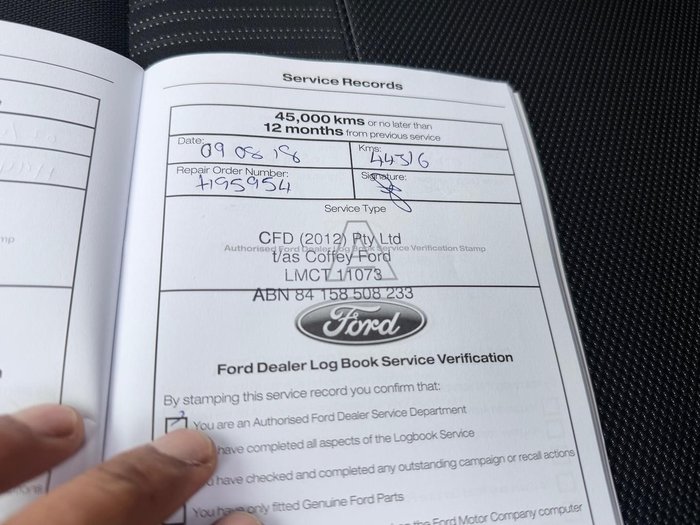 Service Records
45,000 kms or no later than
12 months from previous service
Date: 09 08 18
Kms: 44316
Repair Order Number:
Signature:
Service Type
A
Authorised Ford Dealer Log Book Service Verification Stamp
CFD (2012) Pty Ltd
t/as Coffey Ford
LMCT 11073
ABN 84 158 508 233
Ford
Ford Dealer Log Book Service Verification
By stamping this service record you confirm that:
You are an Authorised Ford Dealer Service Department
have completed all aspects of the Logbook Service
have checked and completed any outstanding campaign or recall actions
You have only fitted Genuine Ford Parts
the Ford Motor Company computer